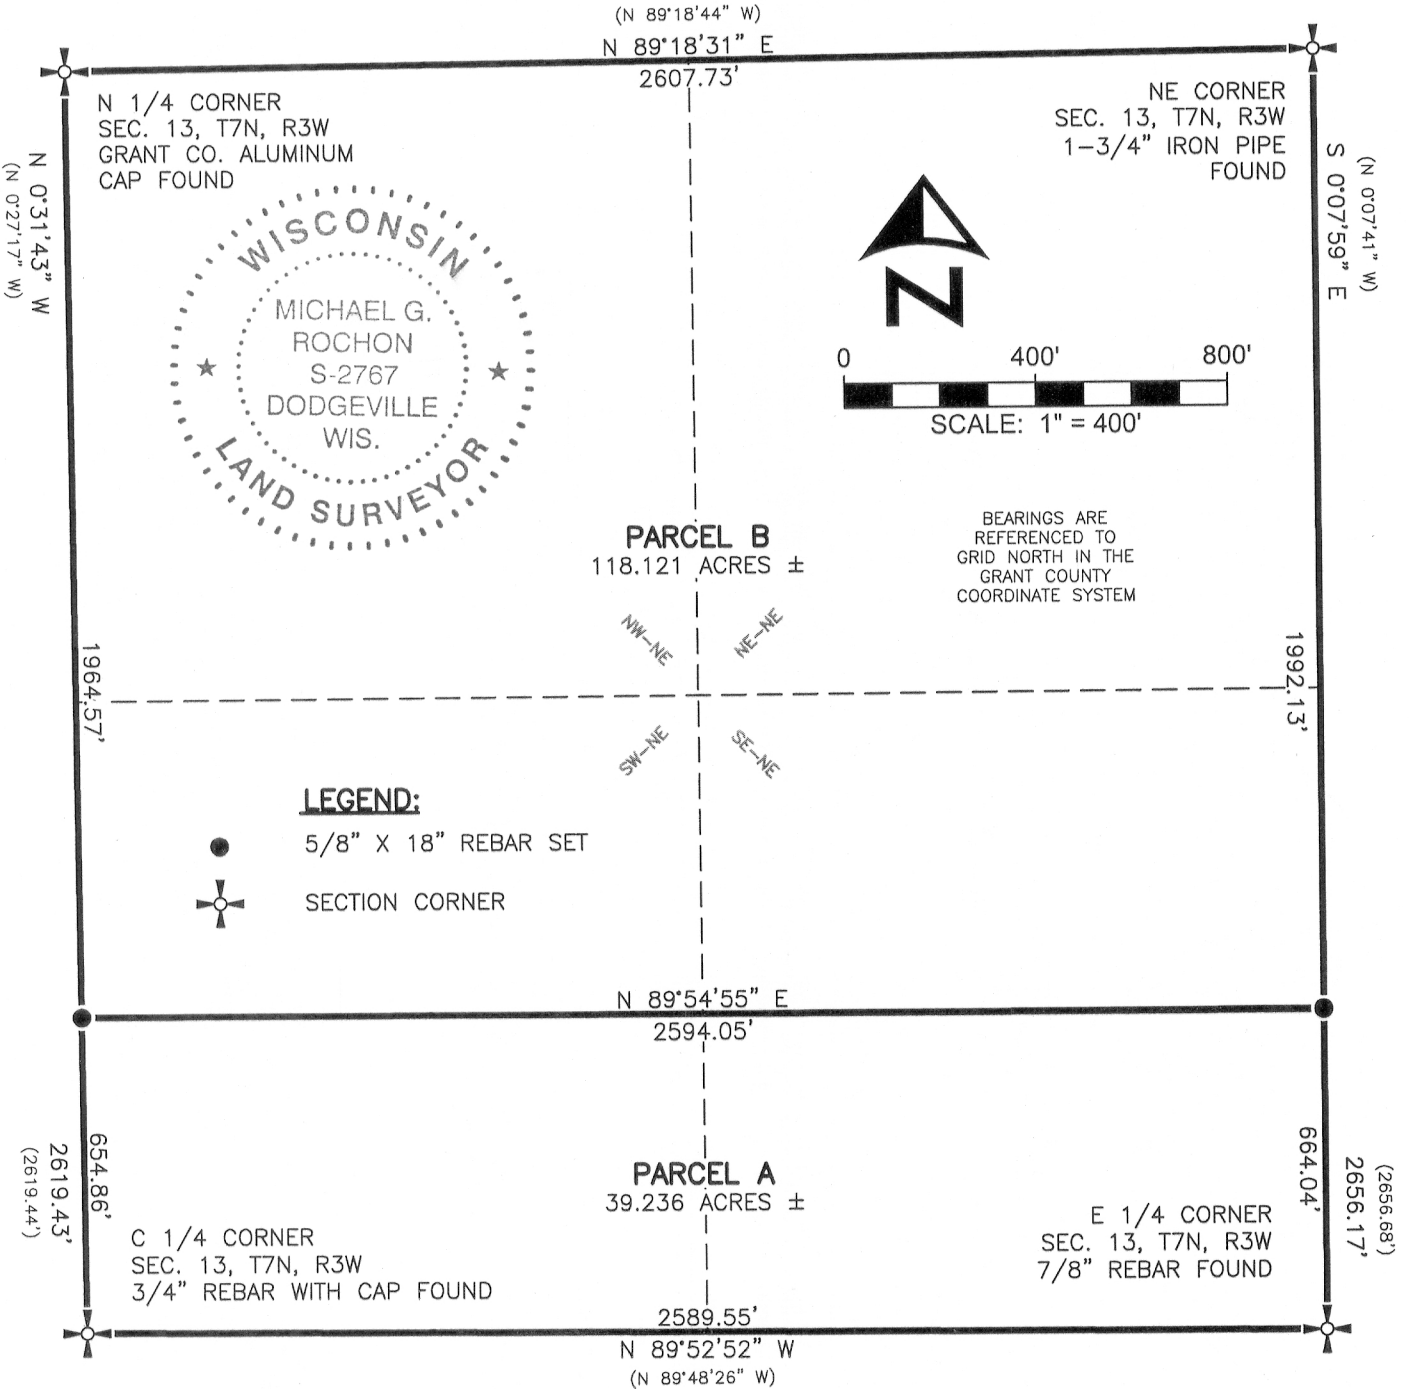 (N 89°18'44" W)
N 89°18'31" E
2607.73'
N 1/4 CORNER
SEC. 13, T7N, R3W
GRANT CO. ALUMINUM
CAP FOUND
NE CORNER
SEC. 13, T7N, R3W
1-3/4" IRON PIPE
FOUND
N 0°31'43" W
(N 0°27'17" W)
S 0°07'59" E
(N 0°07'41" W)
WISCONSIN
MICHAEL G.
ROCHON
S-2767
DODGEVILLE
WIS.
LAND SURVEYOR
N
0 400' 800'
SCALE: 1" = 400'
PARCEL B
118.121 ACRES ±
BEARINGS ARE
REFERENCED TO
GRID NORTH IN THE
GRANT COUNTY
COORDINATE SYSTEM
NW-NE
NE-NE
SW-NE
SE-NE
1964.57'
1992.13'
LEGEND:
5/8" X 18" REBAR SET
SECTION CORNER
N 89°54'55" E
2594.05'
654.86'
2619.43'
(2619.44')
664.04'
2656.17'
(2656.68')
PARCEL A
39.236 ACRES ±
C 1/4 CORNER
SEC. 13, T7N, R3W
3/4" REBAR WITH CAP FOUND
E 1/4 CORNER
SEC. 13, T7N, R3W
7/8" REBAR FOUND
2589.55'
N 89°52'52" W
(N 89°48'26" W)